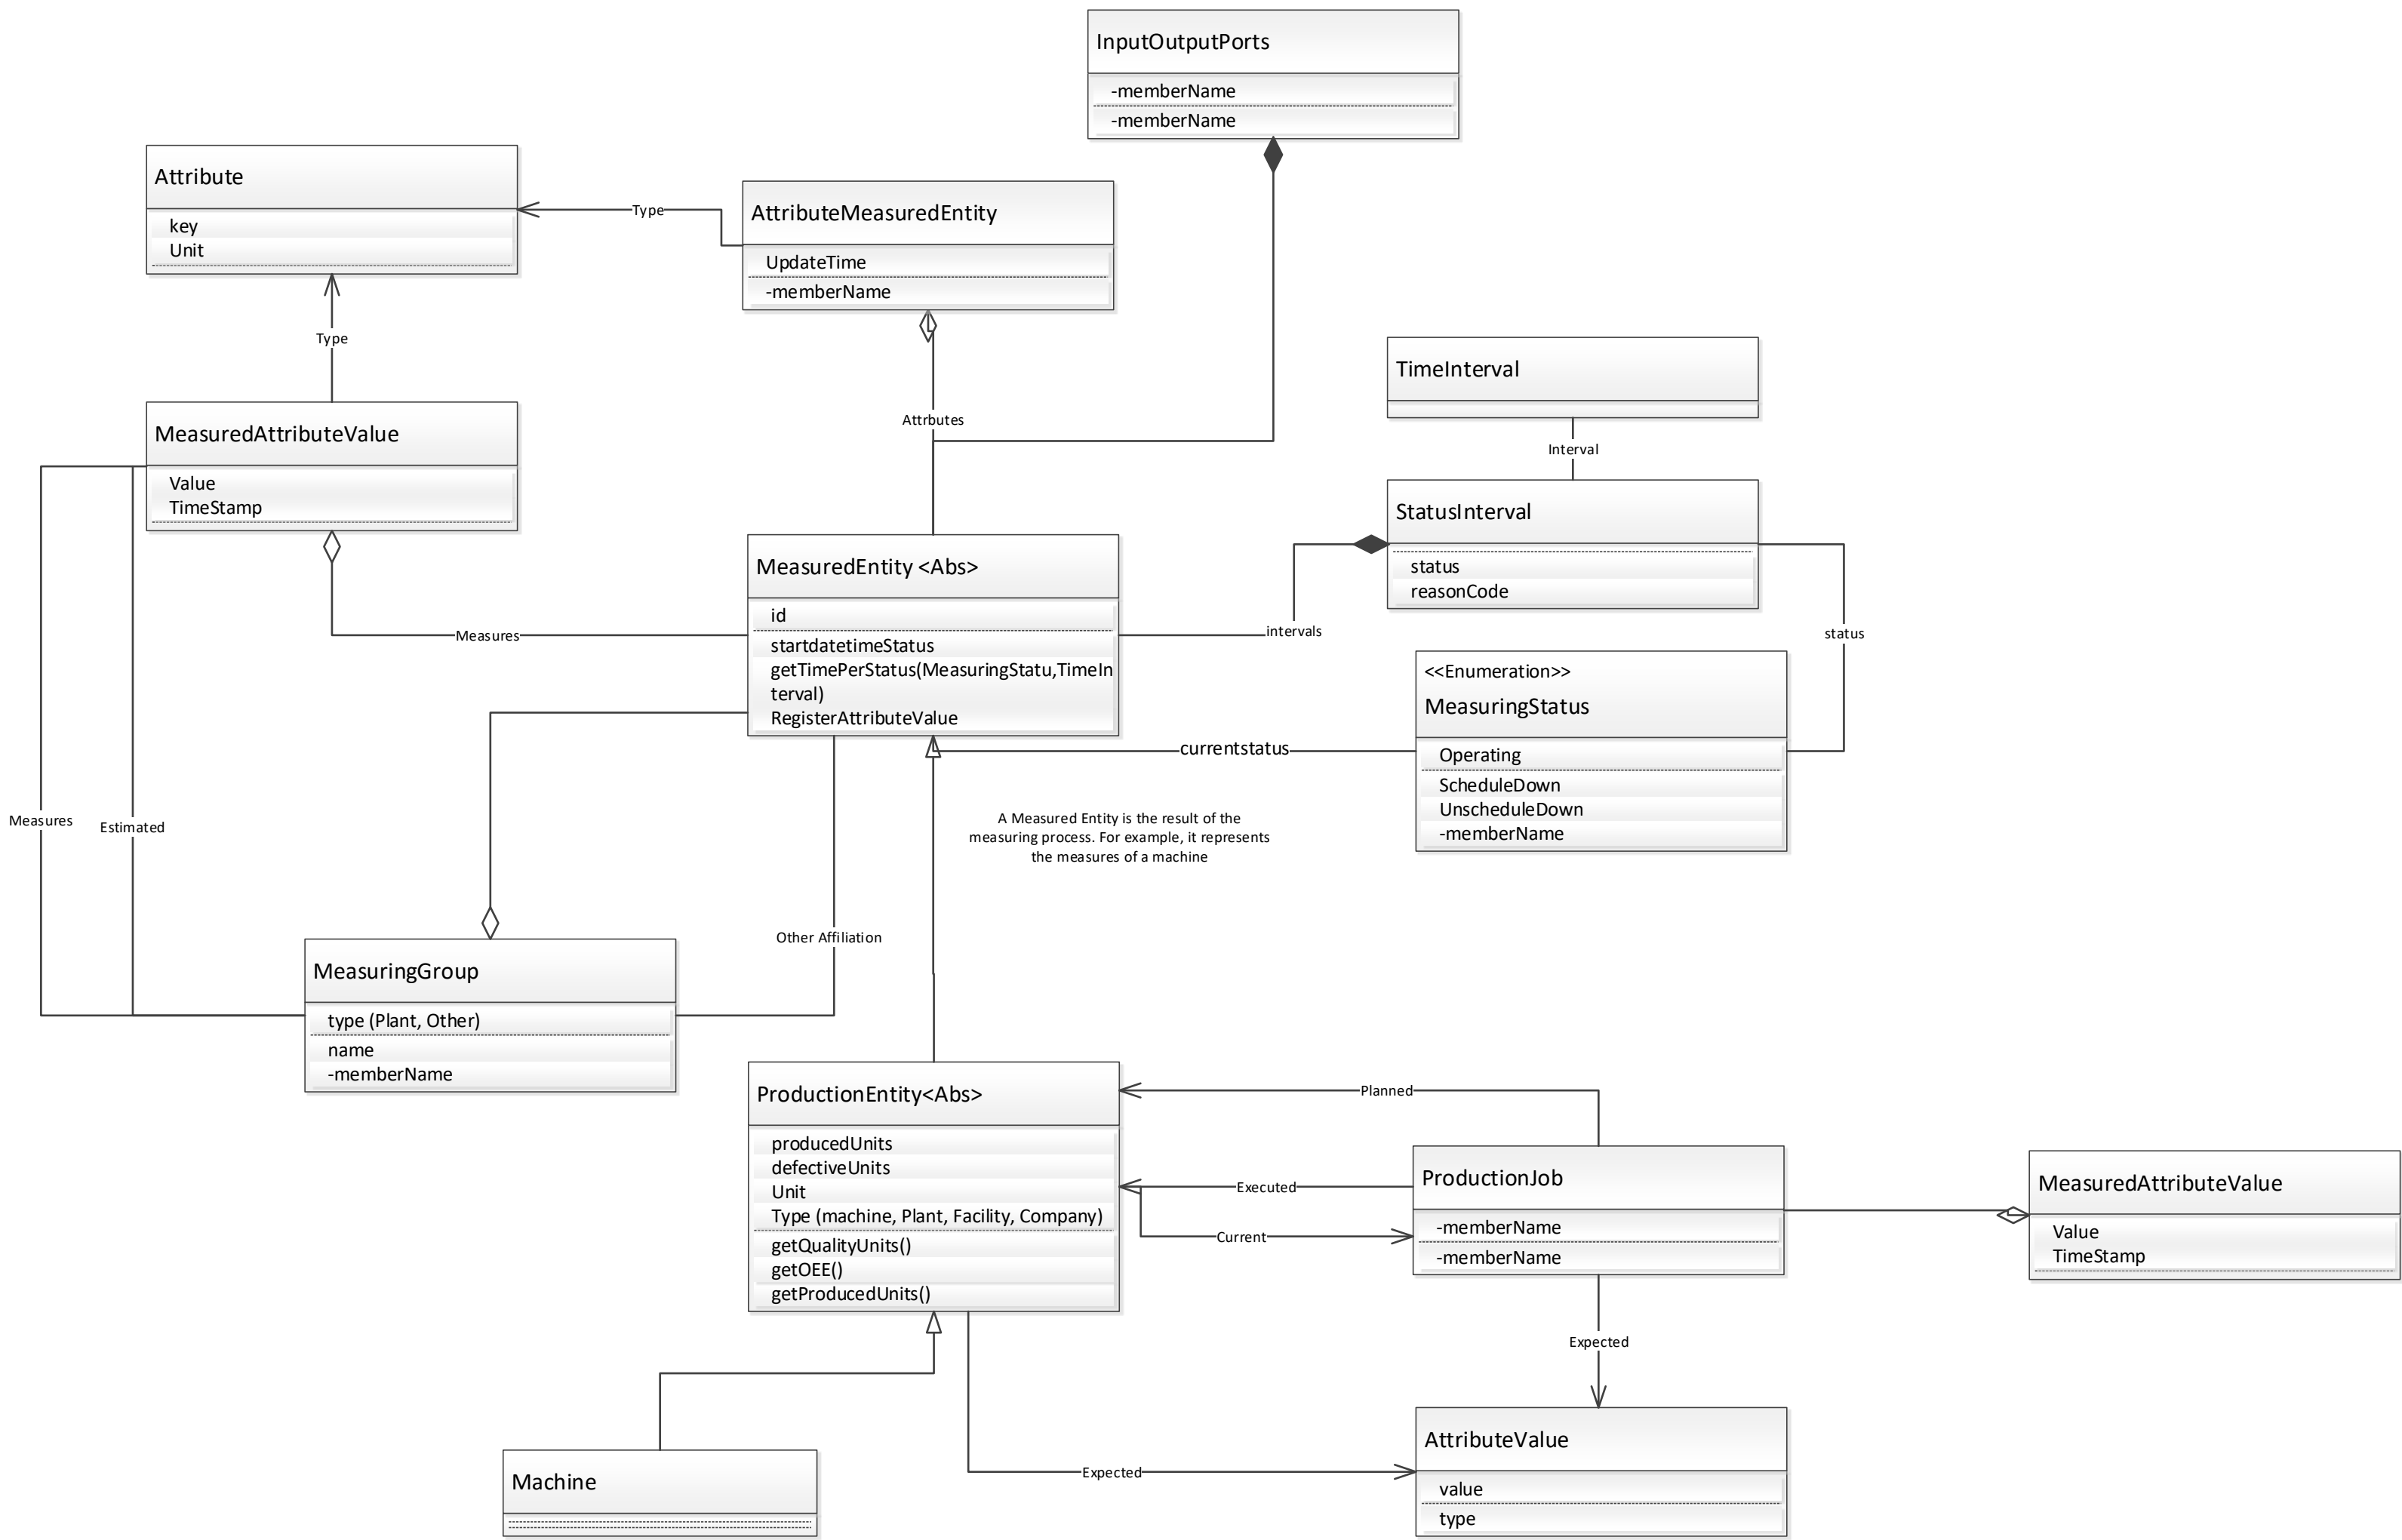 InputOutputPorts
-memberName
-memberName
Attribute
key
Unit
Type
AttributeMeasuredEntity
UpdateTime
-memberName
Type
Attrbutes
TimeInterval
Interval
MeasuredAttributeValue
Value
TimeStamp
StatusInterval
status
reasonCode
MeasuredEntity <Abs>
id
startdatetimeStatus
getTimePerStatus(MeasuringStatu,TimeIn
terval)
RegisterAttributeValue
Measures
intervals
status
<<Enumeration>>
MeasuringStatus
Operating
ScheduleDown
UnscheduleDown
-memberName
currentstatus
Measures
Estimated
A Measured Entity is the result of the
measuring process. For example, it represents
the measures of a machine
Other Affiliation
MeasuringGroup
type (Plant, Other)
name
-memberName
ProductionEntity<Abs>
producedUnits
defectiveUnits
Unit
Type (machine, Plant, Facility, Company)
getQualityUnits()
getOEE()
getProducedUnits()
Planned
Executed
Current
ProductionJob
-memberName
-memberName
MeasuredAttributeValue
Value
TimeStamp
Expected
Machine
Expected
AttributeValue
value
type